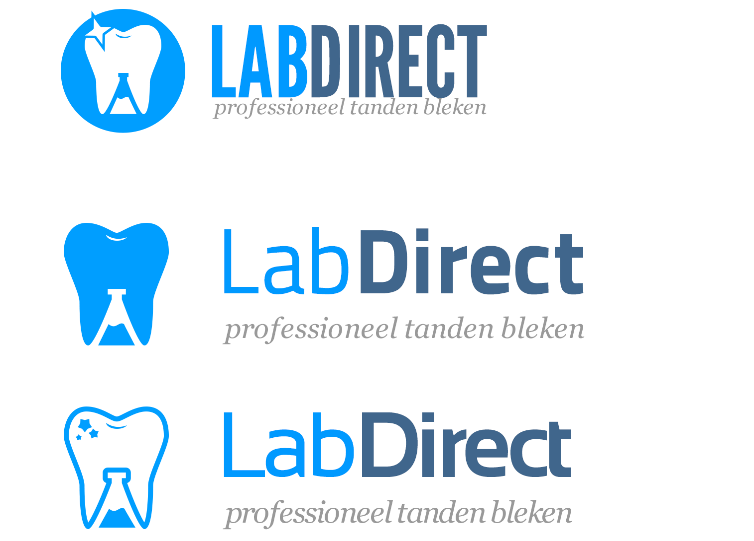 LABDIRECT
professioneel tanden bleken
LabDirect
professioneel tanden bleken
LabDirect
professioneel tanden bleken